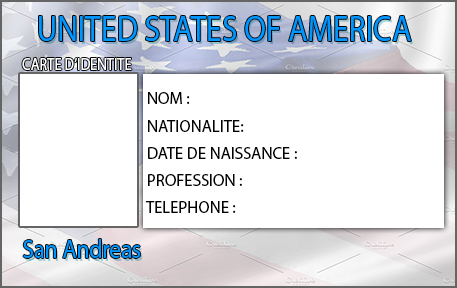 UNITED STATES OF AMERICA
CARTE D'IDENTITE
NOM :
NATIONALITE:
DATE DE NAISSANCE :
PROFESSION :
TELEPHONE :
San Andreas